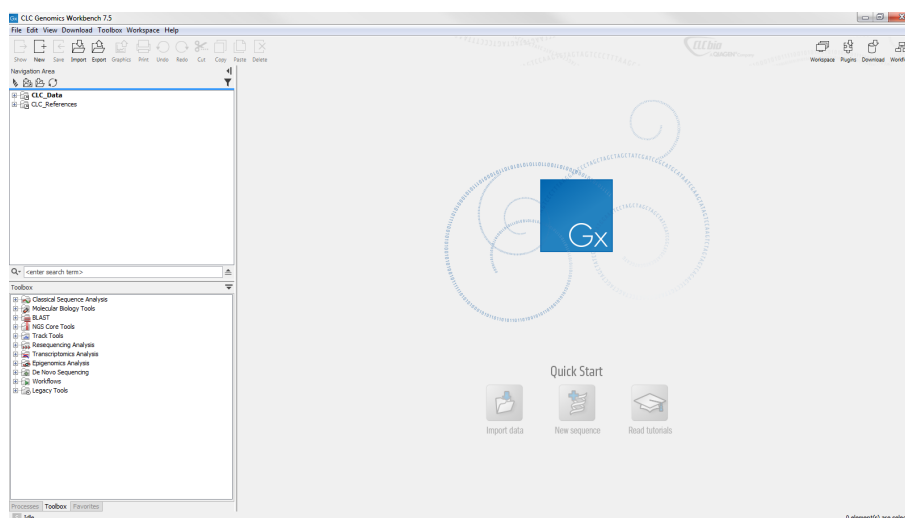 CLC Genomics Workbench 7.5
File Edit View Download Toolbox Workspace Help
Show New Save Import Export Graphics Print Undo Redo Cut Copy Paste Delete
Workspace Plugins Download
CLC bio
Navigation Area
CLC_Data
CLC_References
Gx
<enter search term>
Toolbox
Classical Sequence Analysis
Molecular Biology Tools
BLAST
NGS Core Tools
Track Tools
Resequencing Analysis
Transcriptomics Analysis
Epigenomics Analysis
De Novo Sequencing
Workflows
Legacy Tools
Quick Start
Import data New sequence Read tutorials
Processes Toolbox Favorites
Idle